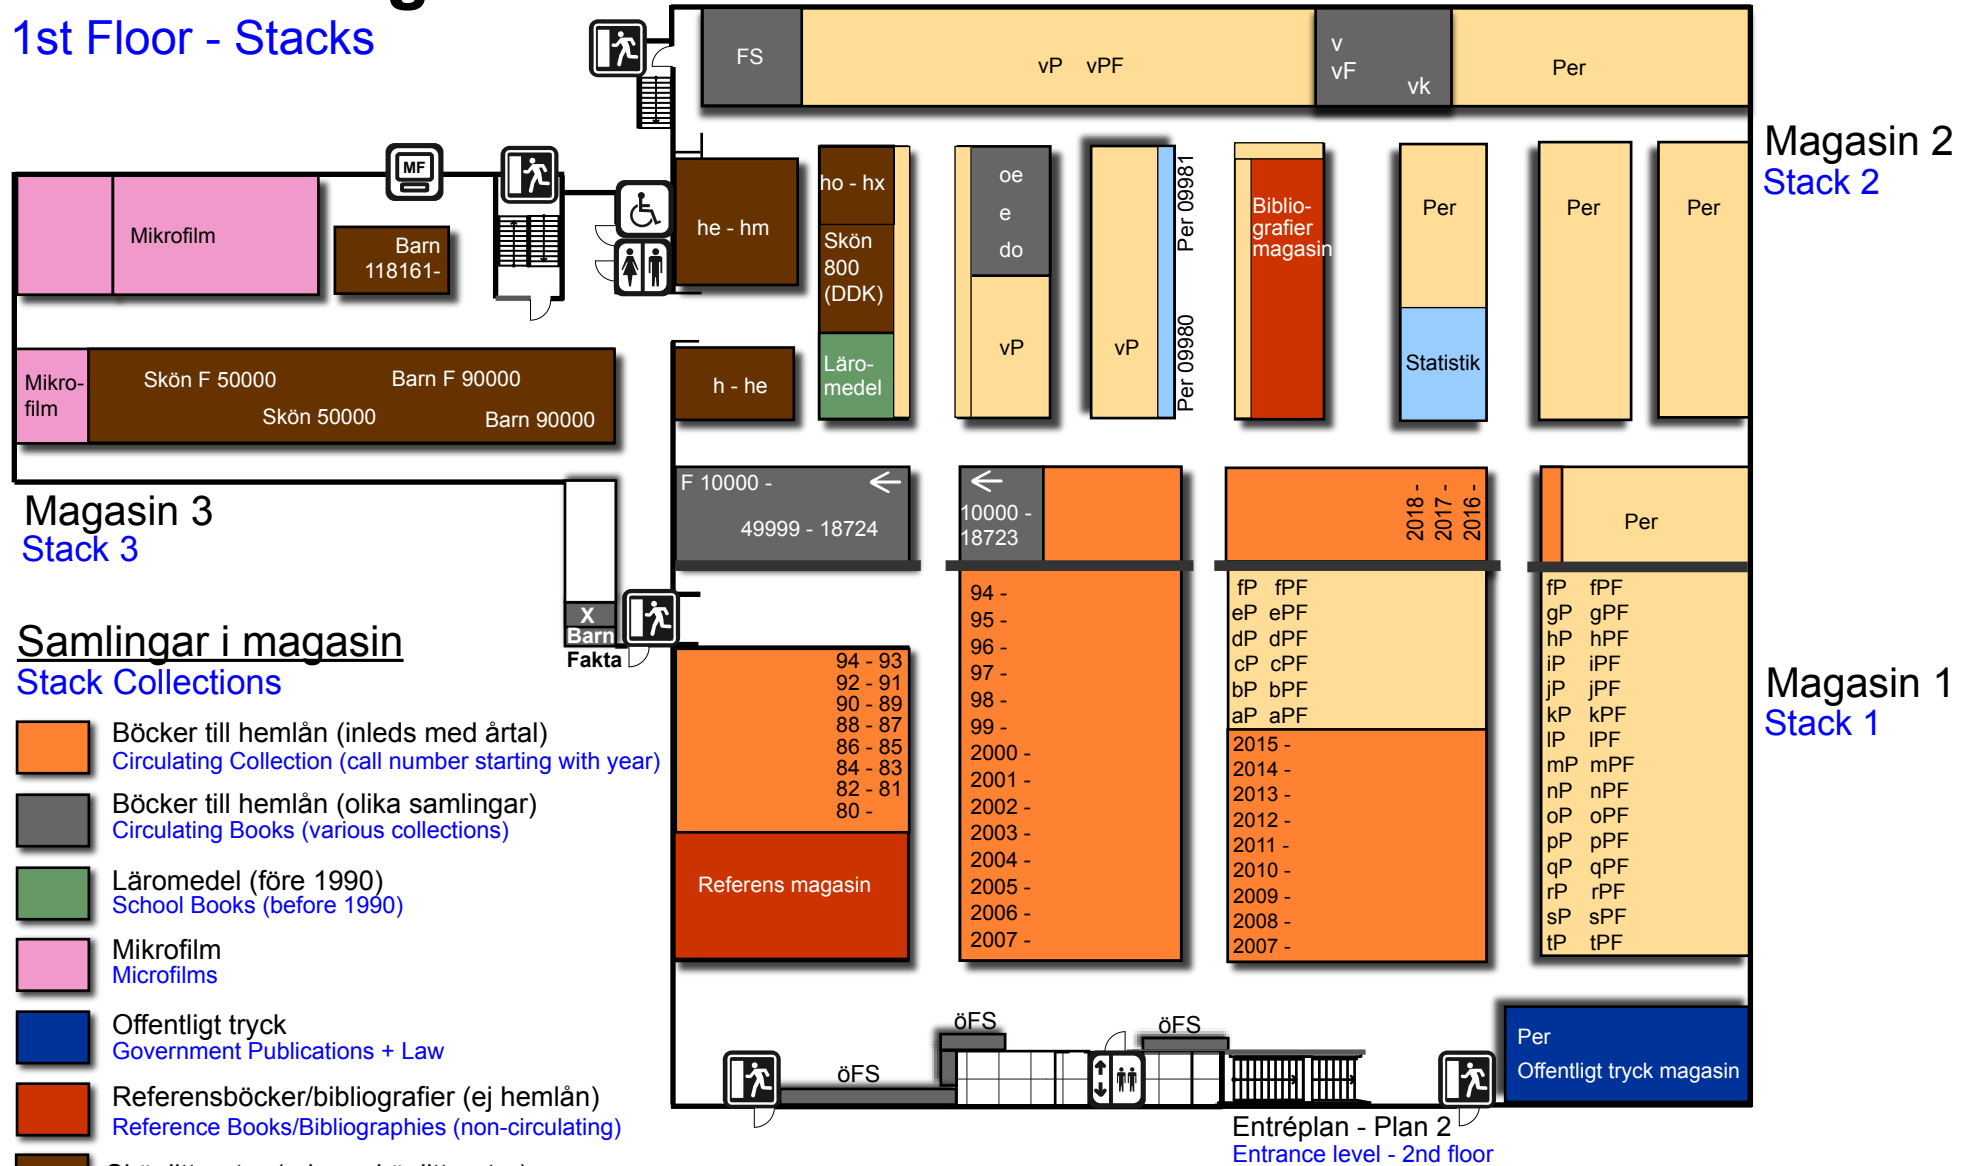 1st Floor - Stacks
FS
vP vPF
v
vF
vk
Per
Magasin 2
Stack 2
MF
Mikrofilm
Barn
118161-
he - hm
ho - hx
Skön
800
(DDK)
Läro-
medel
oe
e
do
vP
vP
Per 09981
Per 09980
Biblio-
grafier
magasin
Per
Statistik
Per
Per
Mikro-
film
Skön F 50000
Barn F 90000
Skön 50000
Barn 90000
h - he
Magasin 3
Stack 3
F 10000 -
49999 - 18724
10000 -
18723
2018 -
2017 -
2016 -
Per
X
Barn
Fakta
94 - 93
92 - 91
90 - 89
88 - 87
86 - 85
84 - 83
82 - 81
80 -
Referens magasin
94 -
95 -
96 -
97 -
98 -
99 -
2000 -
2001 -
2002 -
2003 -
2004 -
2005 -
2006 -
2007 -
fP fPF
eP ePF
dP dPF
cP cPF
bP bPF
aP aPF
2015 -
2014 -
2013 -
2012 -
2011 -
2010 -
2009 -
2008 -
2007 -
fP fPF
gP gPF
hP hPF
iP iPF
jP jPF
kP kPF
lP lPF
mP mPF
nP nPF
oP oPF
pP pPF
qP qPF
rP rPF
sP sPF
tP tPF
Magasin 1
Stack 1
Samlingar i magasin
Stack Collections
Böcker till hemlån (inleds med årtal)
Circulating Collection (call number starting with year)
Böcker till hemlån (olika samlingar)
Circulating Books (various collections)
Läromedel (före 1990)
School Books (before 1990)
Mikrofilm
Microfilms
Offentligt tryck
Government Publications + Law
Referensböcker/bibliografier (ej hemlån)
Reference Books/Bibliographies (non-circulating)
öFS
öFS
öFS
Per
Offentligt tryck magasin
Entréplan - Plan 2
Entrance level - 2nd floor